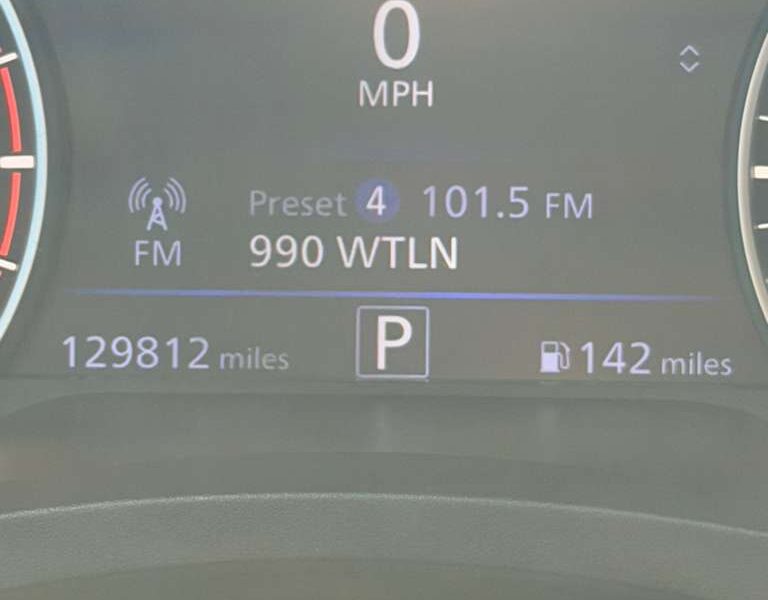 0
MPH
Preset 4 101.5 FM
FM 990 WTLN
129812 miles P 142 miles